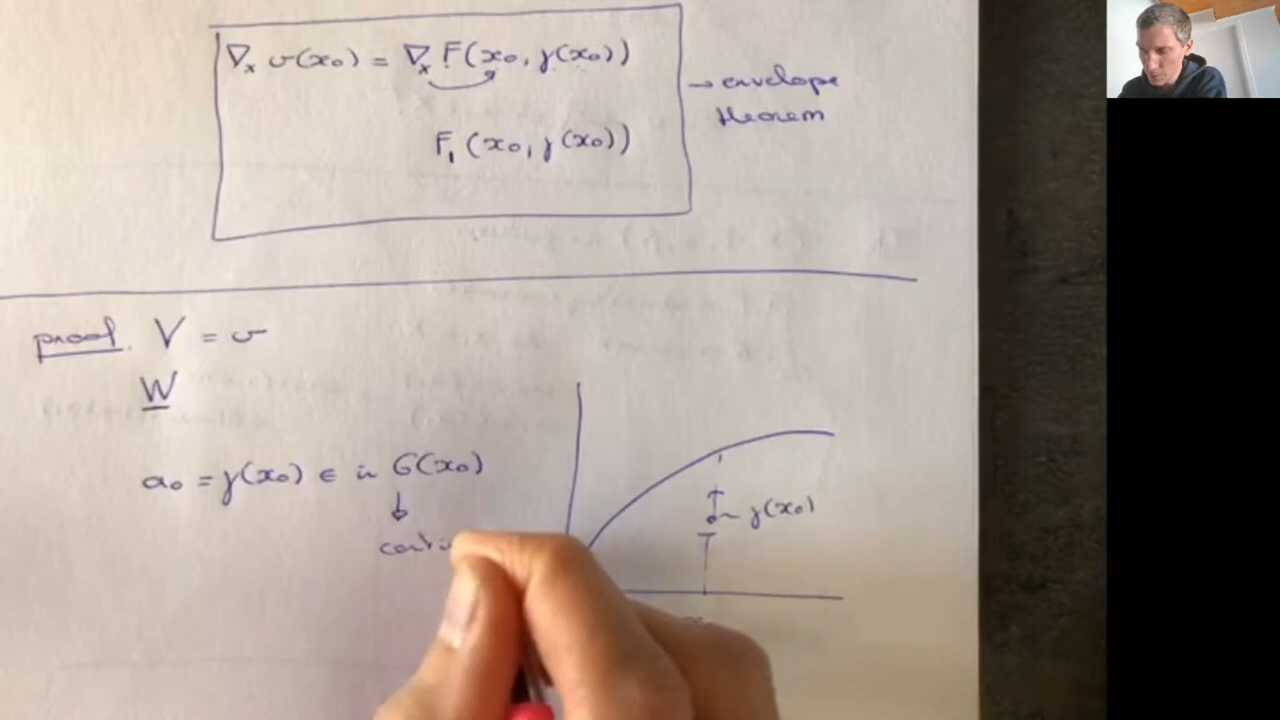 ∇ₓ v(x₀) = ∇ₓ F(x₀, γ(x₀))
→ envelope
theorem
F₁(x₀, γ(x₀))
proof. V = v
W
a₀ = γ(x₀) ∈ in G(x₀)
↓
γ(x₀)